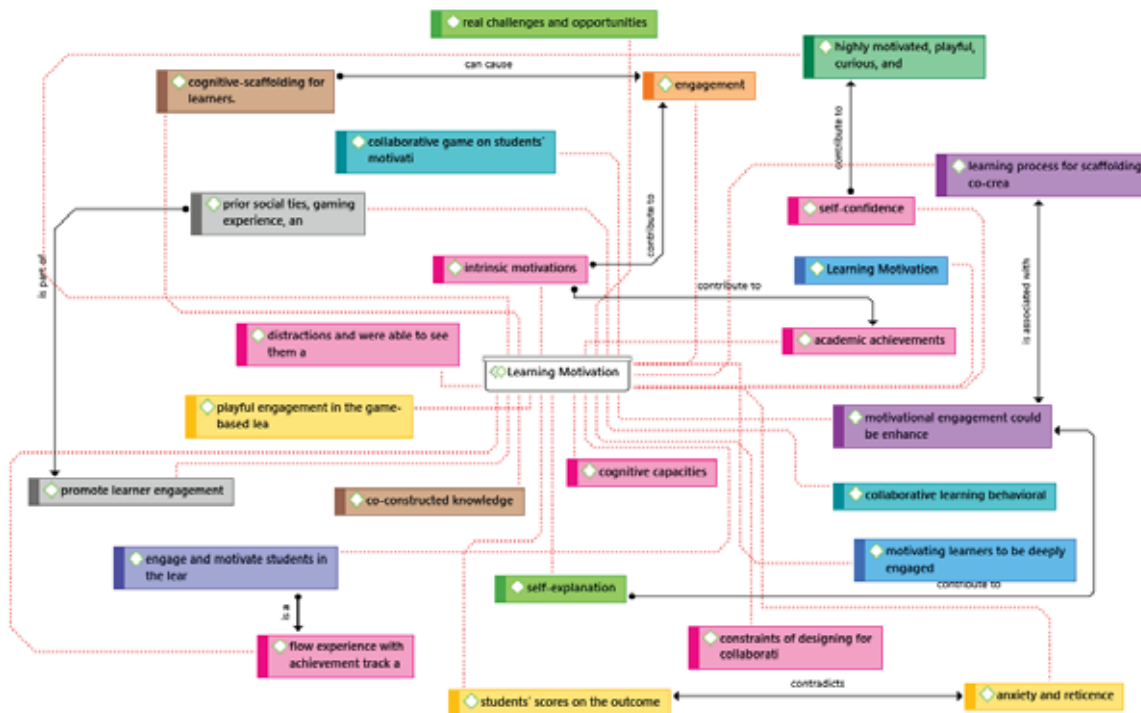 real challenges and opportunities
highly motivated, playful,
curious, and
can cause
cognitive-scaffolding for
learners.
engagement
collaborative game on students'
motivati
contribute to
learning process for scaffolding
co-crea
prior social ties, gaming
experience, an
self-confidence
contribute to
is part of
intrinsic motivations
Learning Motivation
contribute to
is associated with
distractions and were able to see
them a
academic achievements
Learning Motivation
playful engagement in the game-
based lea
motivational engagement could
be enhance
cognitive capacities
promote learner engagement
co-constructed knowledge
collaborative learning behavioral
engage and motivate students in
the lear
motivating learners to be deeply
engaged
self-explanation
contribute to
is a
flow experience with
achievement track a
constraints of designing for
collaborati
contradicts
students' scores on the outcome
anxiety and reticence